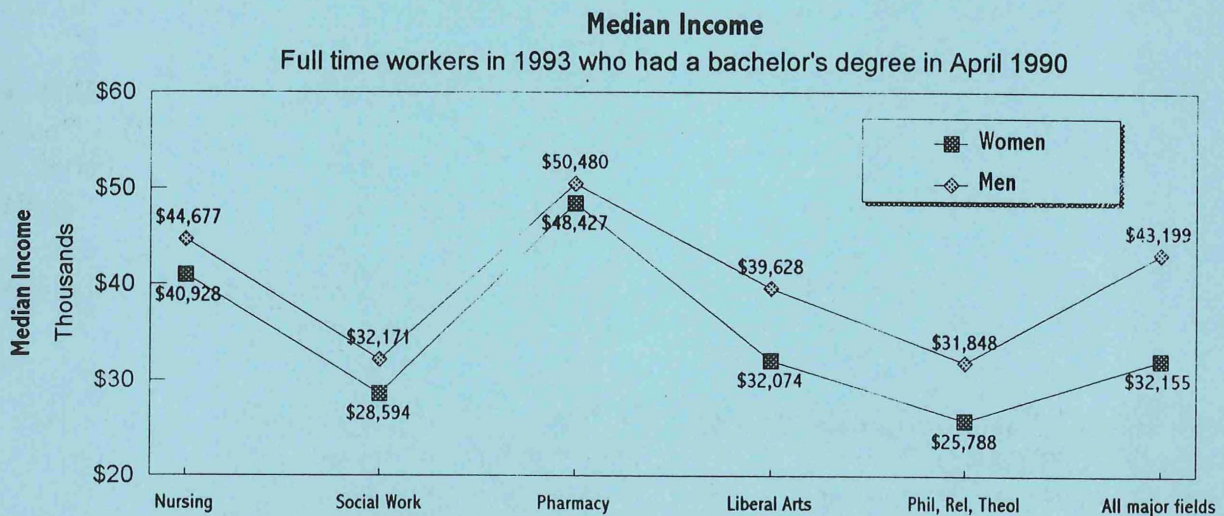 Median Income
Full time workers in 1993 who had a bachelor's degree in April 1990
Median Income
Thousands
$60
$50
$40
$30
$20
Women
Men
$44,677
$40,928
$32,171
$28,594
$50,480
$48,427
$39,628
$32,074
$31,848
$25,788
$43,199
$32,155
Nursing
Social Work
Pharmacy
Liberal Arts
Phil, Rel, Theol
All major fields